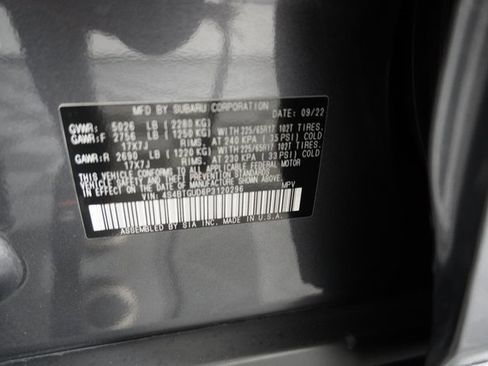 MFD. BY SUBARU CORPORATION DATE: 09/22
GVWR: 5026 LB (2280 KG)
GAWR:F 2756 LB (1250 KG) WITH 225/65R17 102T TIRES,
17X7J RIMS, AT 240 KPA (35 PSI) COLD
GAWR:R 2690 LB (1220 KG) WITH 225/65R17 102T TIRES,
17X7J RIMS, AT 230 KPA (33 PSI) COLD
THIS VEHICLE CONFORMS TO ALL APPLICABLE FEDERAL MOTOR
VEHICLE SAFETY AND THEFT PREVENTION STANDARDS
IN EFFECT ON THE DATE OF MANUFACTURE SHOWN ABOVE.
VIN: 4S4BTGUD6P3120296 MPV
ASSEMBLED BY SIA INC. MADE IN U.S.A.